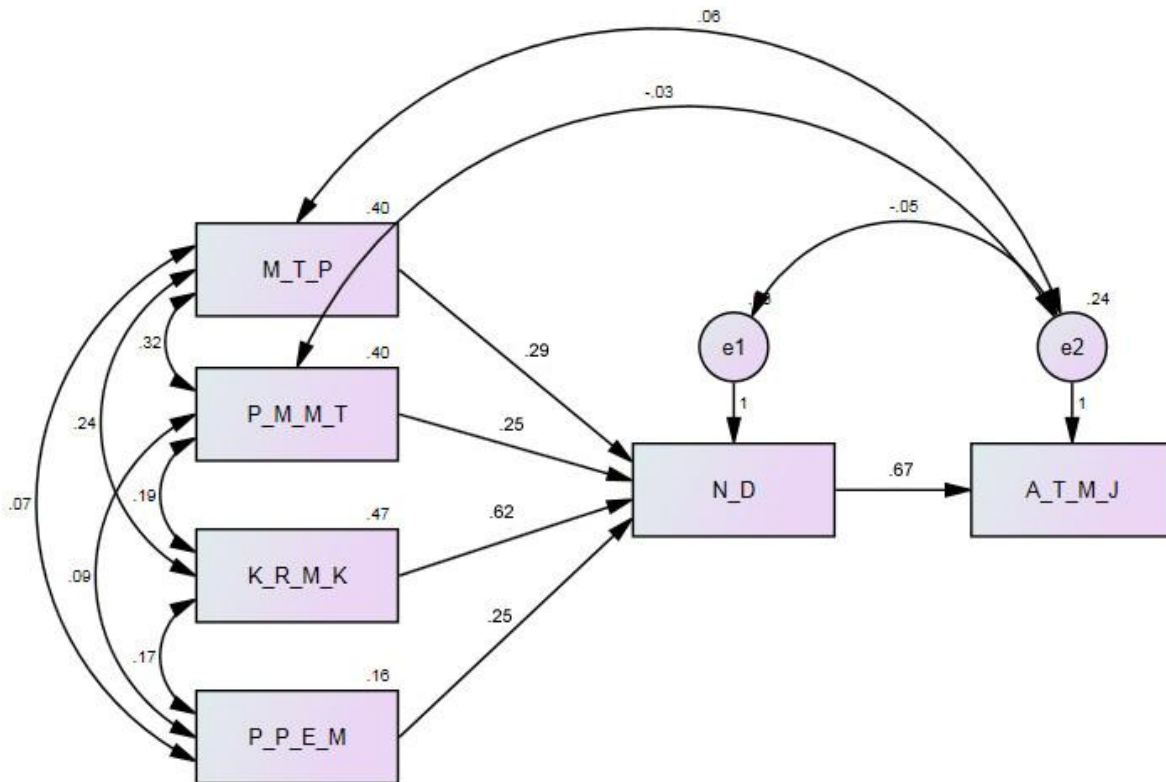 .06
-.03
.40
-.05
M_T_P
.24
e1
e2
.32
.40
.29
P_M_M_T
1
1
.24
.25
.67
N_D
A_T_M_J
.07
.19
.47
.62
.09
K_R_M_K
.25
.17
.16
P_P_E_M